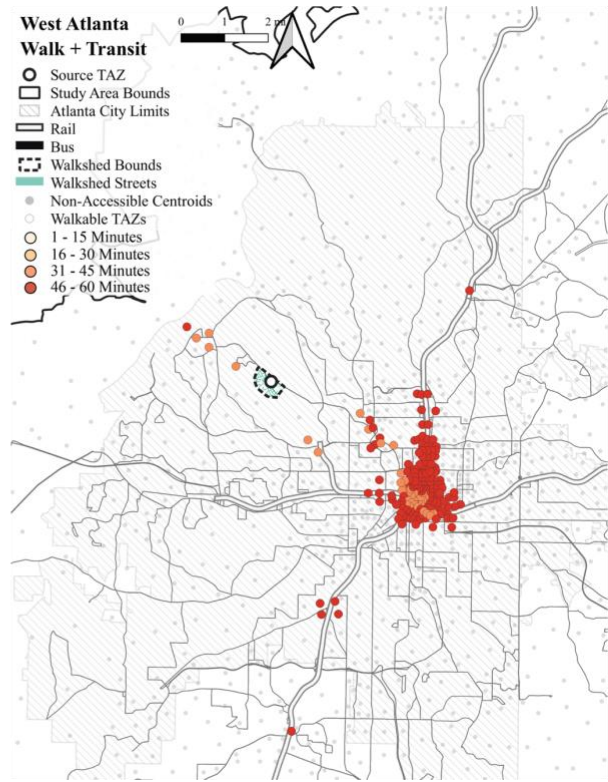 West Atlanta
Walk + Transit
0 1 2 mi
Source TAZ
Study Area Bounds
Atlanta City Limits
Rail
Bus
Walkshed Bounds
Walkshed Streets
Non-Accessible Centroids
Walkable TAZs
1 - 15 Minutes
16 - 30 Minutes
31 - 45 Minutes
46 - 60 Minutes